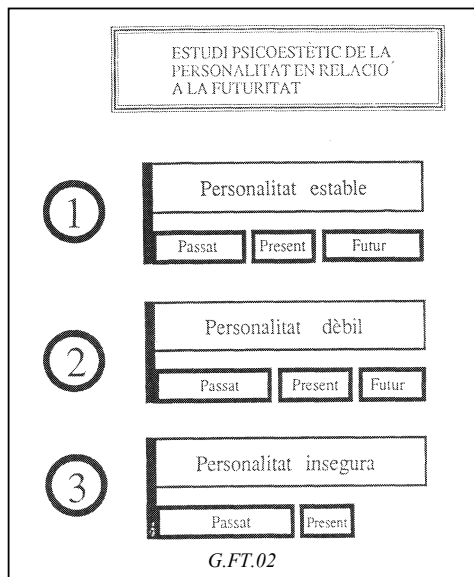 ESTUDI PSICOESTÈTIC DE LA
PERSONALITAT EN RELACIÓ
A LA FUTURITAT
1
Personalitat estable
Passat Present Futur
2
Personalitat dèbil
Passat Present Futur
3
Personalitat insegura
Passat Present
G.FT.02